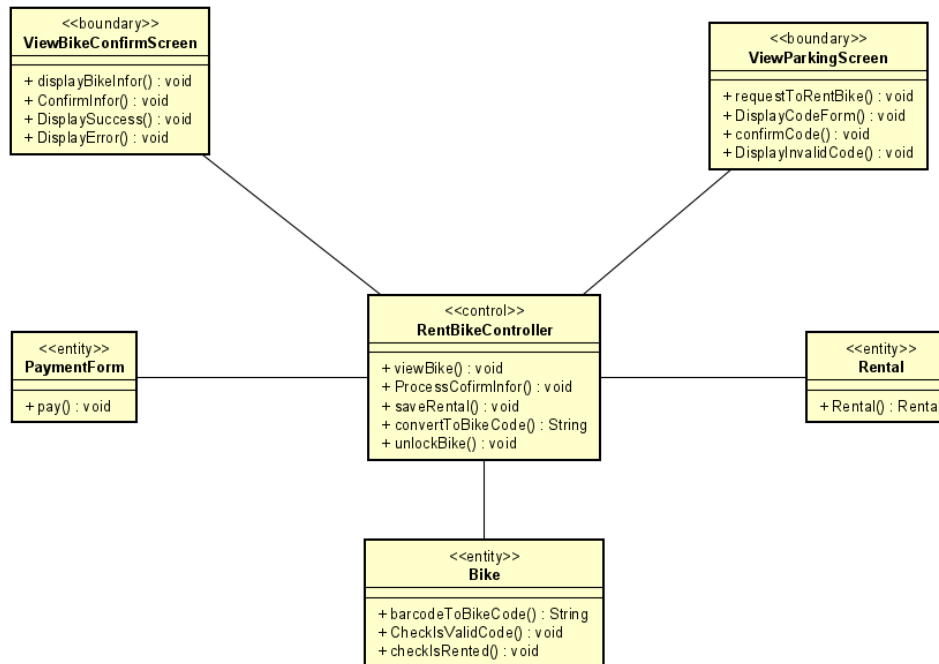 <<boundary>>
ViewBikeConfirmScreen
+ displayBikeInfor() : void
+ ConfirmInfor() : void
+ DisplaySuccess() : void
+ DisplayError() : void
<<boundary>>
ViewParkingScreen
+ requestToRentBike() : void
+ DisplayCodeForm() : void
+ confirmCode() : void
+ DisplayInvalidCode() : void
<<entity>>
PaymentForm
+ pay() : void
<<control>>
RentBikeController
+ viewBike() : void
+ ProcessCofirmInfor() : void
+ saveRental() : void
+ convertToBikeCode() : String
+ unlockBike() : void
<<entity>>
Rental
+ Rental() : Rental
<<entity>>
Bike
+ barcodeToBikeCode() : String
+ CheckIsValidCode() : void
+ checkIsRented() : void